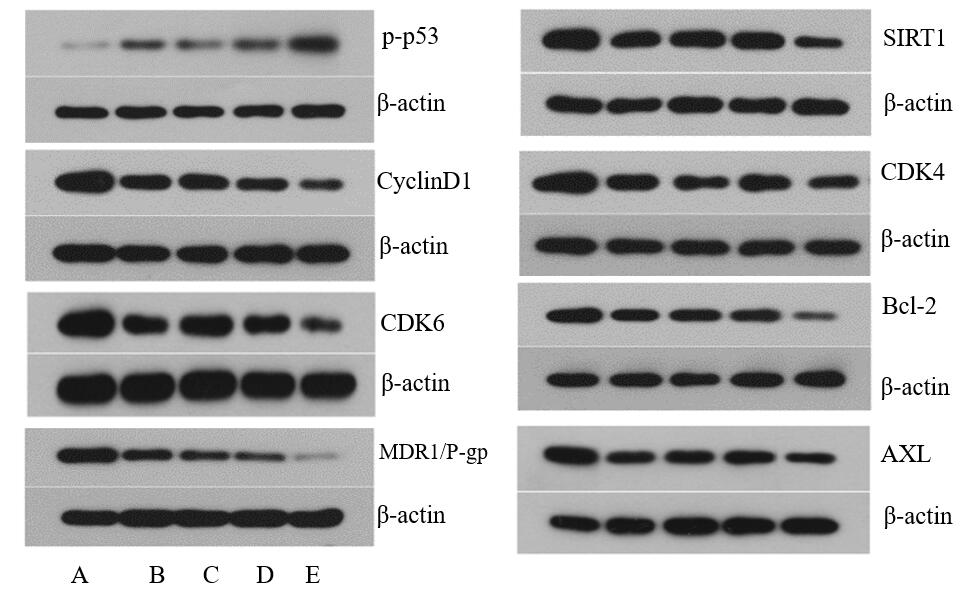 p-p53
β-actin
CyclinD1
β-actin
CDK6
β-actin
MDR1/P-gp
β-actin
A B C D E
SIRT1
β-actin
CDK4
β-actin
Bcl-2
β-actin
AXL
β-actin